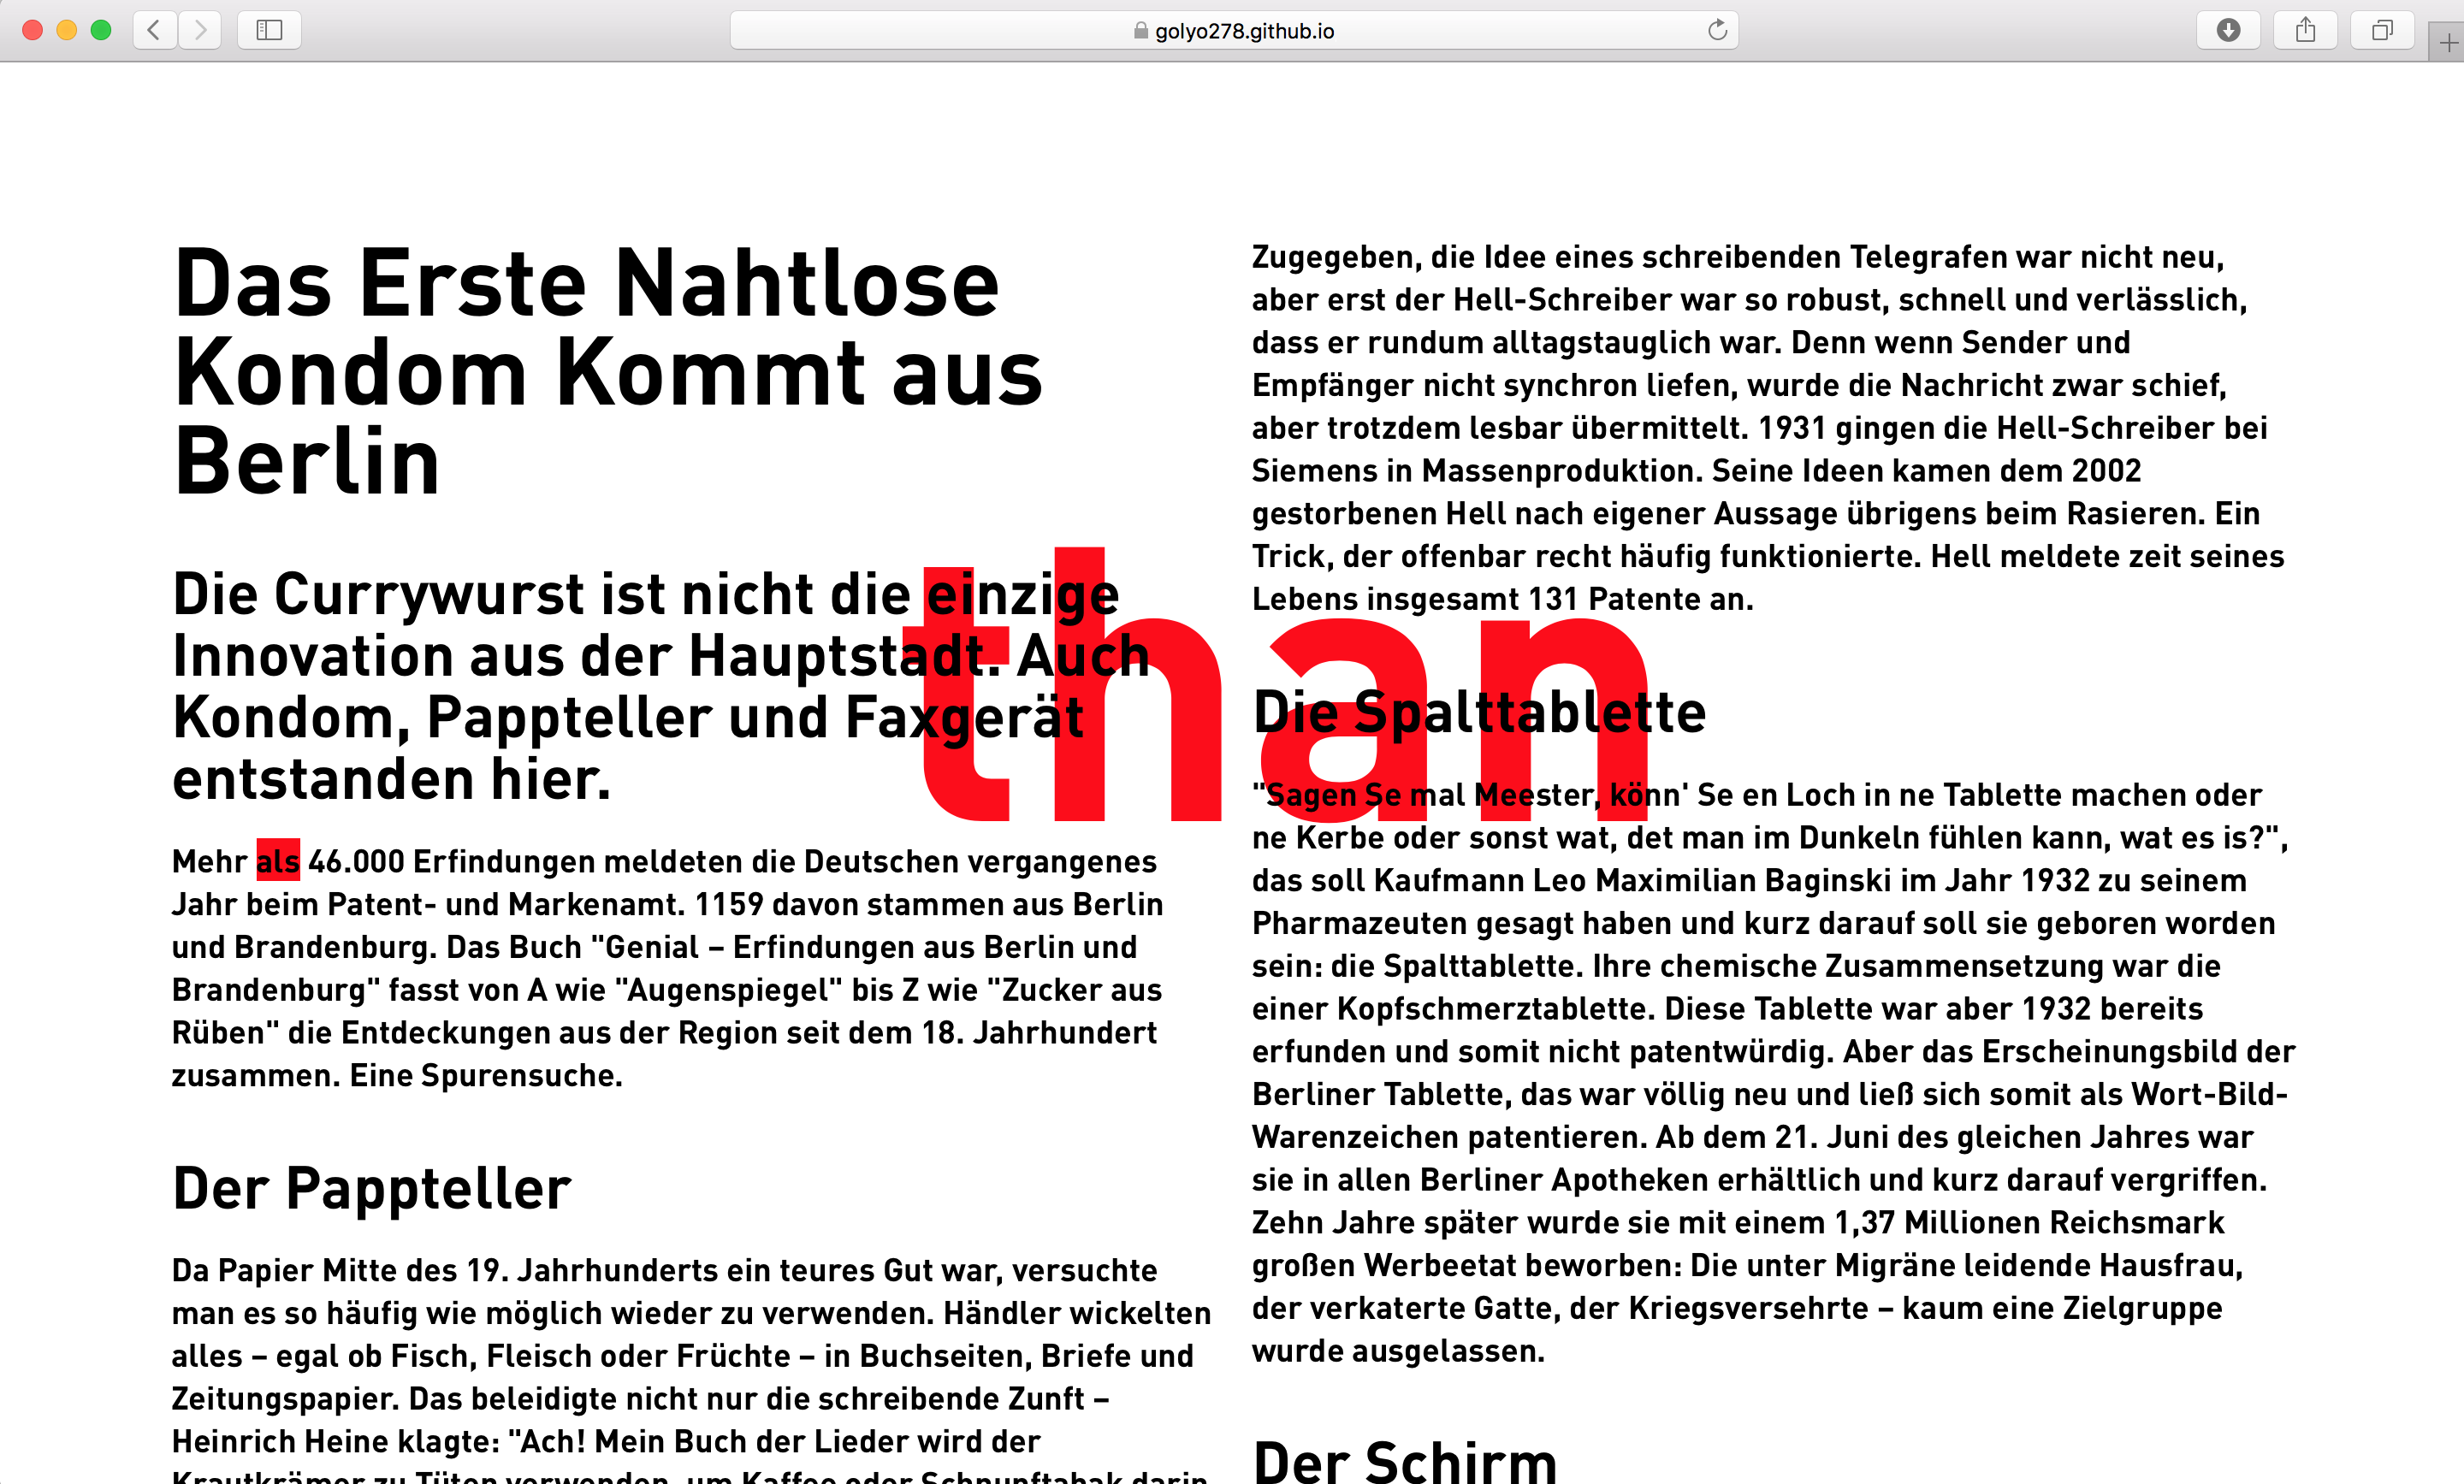 golyo278.github.io
Das Erste Nahtlose
Kondom Kommt aus
Berlin
Die Currywurst ist nicht die einzige
Innovation aus der Hauptstadt. Auch
Kondom, Pappteller und Faxgerät
entstanden hier.
than
Mehr als 46.000 Erfindungen meldeten die Deutschen vergangenes
Jahr beim Patent- und Markenamt. 1159 davon stammen aus Berlin
und Brandenburg. Das Buch "Genial – Erfindungen aus Berlin und
Brandenburg" fasst von A wie "Augenspiegel" bis Z wie "Zucker aus
Rüben" die Entdeckungen aus der Region seit dem 18. Jahrhundert
zusammen. Eine Spurensuche.
Der Pappteller
Da Papier Mitte des 19. Jahrhunderts ein teures Gut war, versuchte
man es so häufig wie möglich wieder zu verwenden. Händler wickelten
alles – egal ob Fisch, Fleisch oder Früchte – in Buchseiten, Briefe und
Zeitungspapier. Das beleidigte nicht nur die schreibende Zunft –
Heinrich Heine klagte: "Ach! Mein Buch der Lieder wird der
Krautkrämer zu Tüten verwenden, um Kaffee oder Schnupftabak darin
Zugegeben, die Idee eines schreibenden Telegrafen war nicht neu,
aber erst der Hell-Schreiber war so robust, schnell und verlässlich,
dass er rundum alltagstauglich war. Denn wenn Sender und
Empfänger nicht synchron liefen, wurde die Nachricht zwar schief,
aber trotzdem lesbar übermittelt. 1931 gingen die Hell-Schreiber bei
Siemens in Massenproduktion. Seine Ideen kamen dem 2002
gestorbenen Hell nach eigener Aussage übrigens beim Rasieren. Ein
Trick, der offenbar recht häufig funktionierte. Hell meldete zeit seines
Lebens insgesamt 131 Patente an.
Die Spalttablette
"Sagen Se mal Meester, könn' Se en Loch in ne Tablette machen oder
ne Kerbe oder sonst wat, det man im Dunkeln fühlen kann, wat es is?",
das soll Kaufmann Leo Maximilian Baginski im Jahr 1932 zu seinem
Pharmazeuten gesagt haben und kurz darauf soll sie geboren worden
sein: die Spalttablette. Ihre chemische Zusammensetzung war die
einer Kopfschmerztablette. Diese Tablette war aber 1932 bereits
erfunden und somit nicht patentwürdig. Aber das Erscheinungsbild der
Berliner Tablette, das war völlig neu und ließ sich somit als Wort-Bild-
Warenzeichen patentieren. Ab dem 21. Juni des gleichen Jahres war
sie in allen Berliner Apotheken erhältlich und kurz darauf vergriffen.
Zehn Jahre später wurde sie mit einem 1,37 Millionen Reichsmark
großen Werbeetat beworben: Die unter Migräne leidende Hausfrau,
der verkaterte Gatte, der Kriegsversehrte – kaum eine Zielgruppe
wurde ausgelassen.
Der Schirm